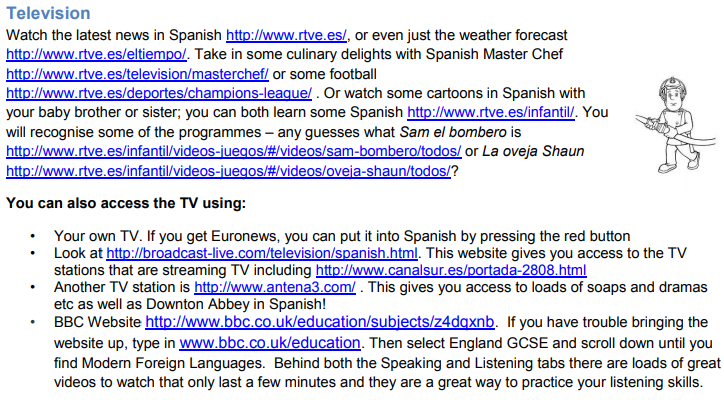 Television
Watch the latest news in Spanish http://www.rtve.es/, or even just the weather forecast
http://www.rtve.es/eltiempo/. Take in some culinary delights with Spanish Master Chef
http://www.rtve.es/television/masterchef/ or some football
http://www.rtve.es/deportes/champions-league/ . Or watch some cartoons in Spanish with
your baby brother or sister; you can both learn some Spanish http://www.rtve.es/infantil/. You
will recognise some of the programmes – any guesses what Sam el bombero is
http://www.rtve.es/infantil/videos-juegos/#/videos/sam-bombero/todos/ or La oveja Shaun
http://www.rtve.es/infantil/videos-juegos/#/videos/oveja-shaun/todos/?
You can also access the TV using:
• Your own TV. If you get Euronews, you can put it into Spanish by pressing the red button
• Look at http://broadcast-live.com/television/spanish.html. This website gives you access to the TV
stations that are streaming TV including http://www.canalsur.es/portada-2808.html
• Another TV station is http://www.antena3.com/ . This gives you access to loads of soaps and dramas
etc as well as Downton Abbey in Spanish!
• BBC Website http://www.bbc.co.uk/education/subjects/z4dqxnb. If you have trouble bringing the
website up, type in www.bbc.co.uk/education. Then select England GCSE and scroll down until you
find Modern Foreign Languages. Behind both the Speaking and Listening tabs there are loads of great
videos to watch that only last a few minutes and they are a great way to practice your listening skills.